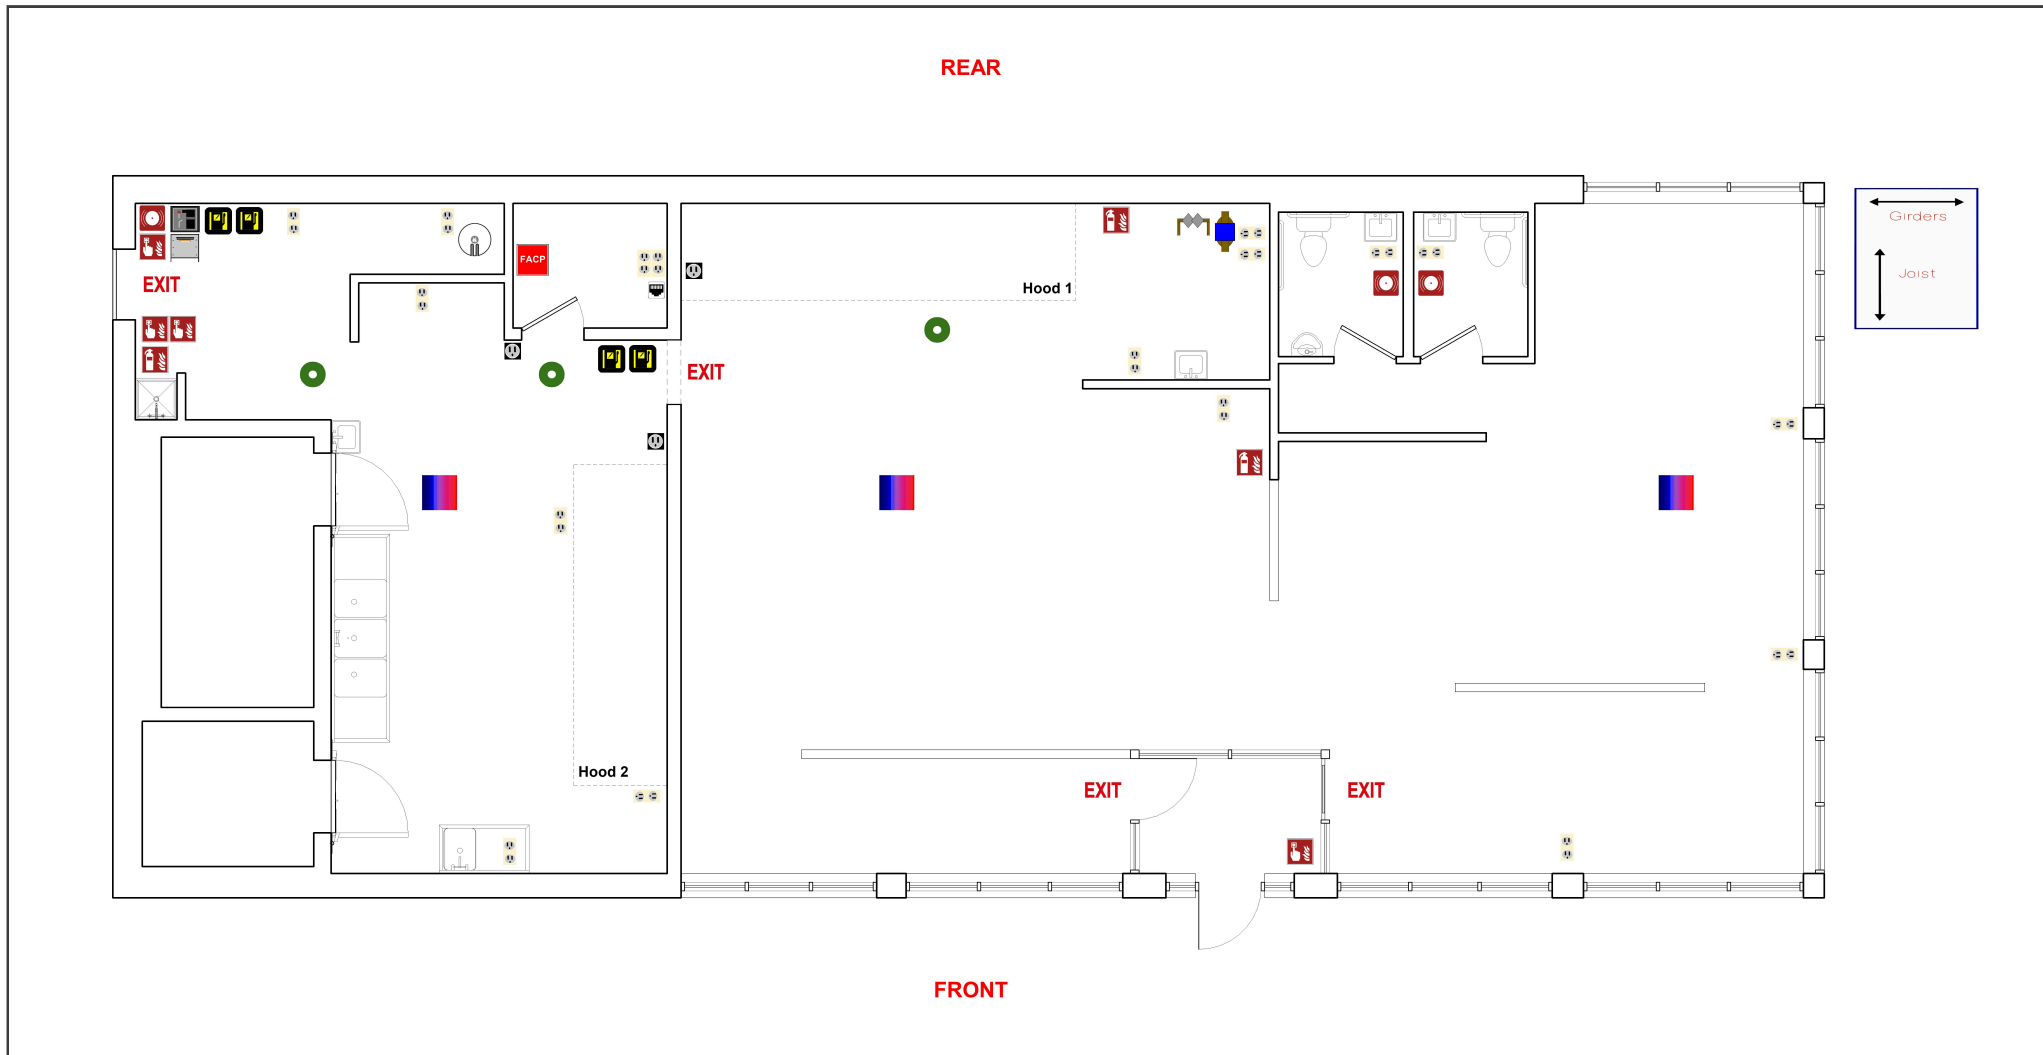 REAR
Girders
Joist
FACP
EXIT
Hood 1
EXIT
Hood 2
EXIT
EXIT
FRONT